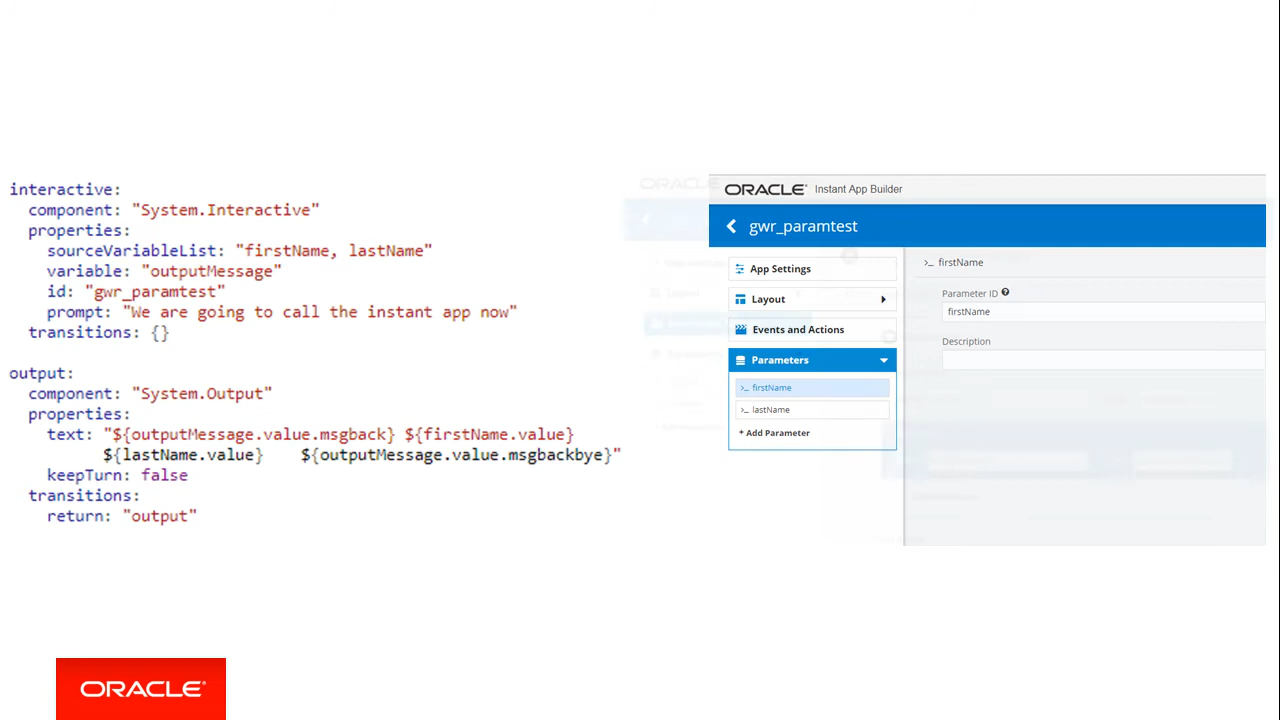 interactive:
component: "System.Interactive"
properties:
sourceVariableList: "firstName, lastName"
variable: "outputMessage"
id: "gwr_paramtest"
prompt: "We are going to call the instant app now"
transitions: {}
output:
component: "System.Output"
properties:
text: "${outputMessage.value.msgback} ${firstName.value}
${lastName.value} ${outputMessage.value.msgbackbye}"
keepTurn: false
transitions:
return: "output"
ORACLE® Instant App Builder
gwr_paramtest
App Settings
Layout
Events and Actions
Parameters
>_ firstName
>_ lastName
+ Add Parameter
>_ firstName
Parameter ID
firstName
Description
ORACLE®